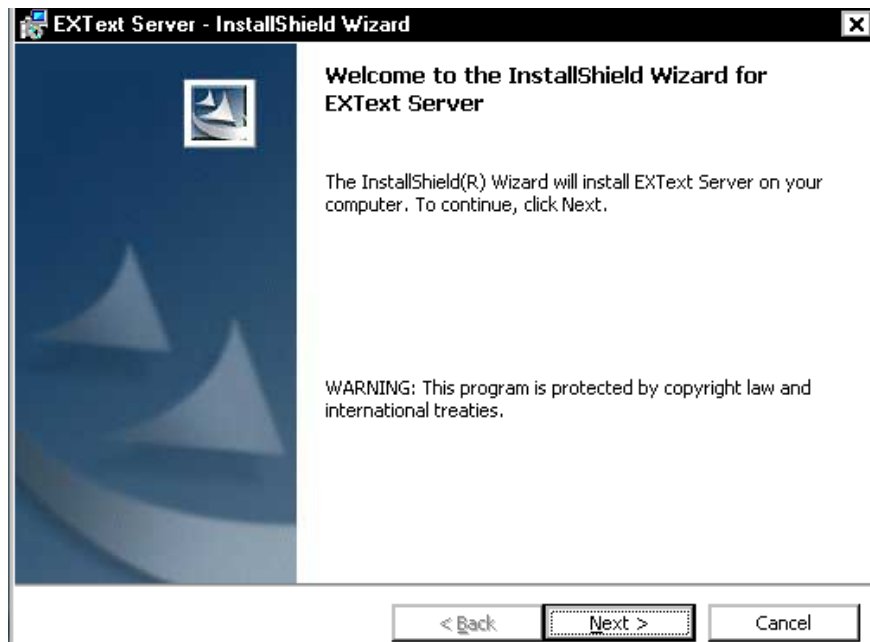 EXText Server - InstallShield Wizard
Welcome to the InstallShield Wizard for
EXText Server
The InstallShield(R) Wizard will install EXText Server on your
computer. To continue, click Next.
WARNING: This program is protected by copyright law and
international treaties.
< Back
Next >
Cancel